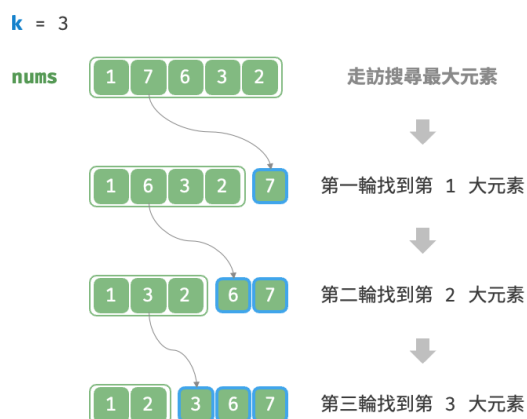 k = 3
nums 1 7 6 3 2 走訪搜尋最大元素
1 6 3 2 7 第一輪找到第 1 大元素
1 3 2 6 7 第二輪找到第 2 大元素
1 2 3 6 7 第三輪找到第 3 大元素